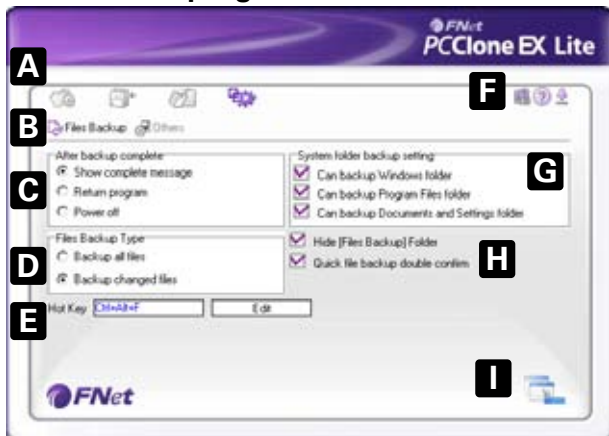 FNet
PCClone EX Lite
A
F
B
Files Backup Others
After backup complete
C
Show complete message
Return program
Power off
System folder backup setting
G
Can backup Windows folder
Can backup Program Files folder
Can backup Documents and Settings folder
Files Backup Type
D
Backup all files
Backup changed files
Hide [Files Backup] Folder
Quick file backup double confirm
H
E
Hot Key Ctrl+Alt+F Edit
I
FNet